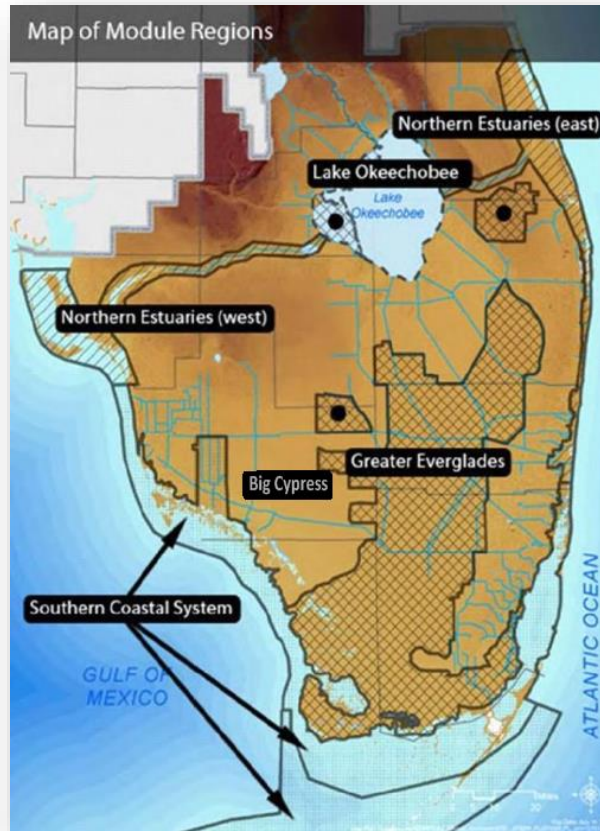 Map of Module Regions
Northern Estuaries (east)
Lake Okeechobee
Lake
Okeechobee
Northern Estuaries (west)
Greater Everglades
Big Cypress
Southern Coastal System
GULF OF
MEXICO
ATLANTIC OCEAN